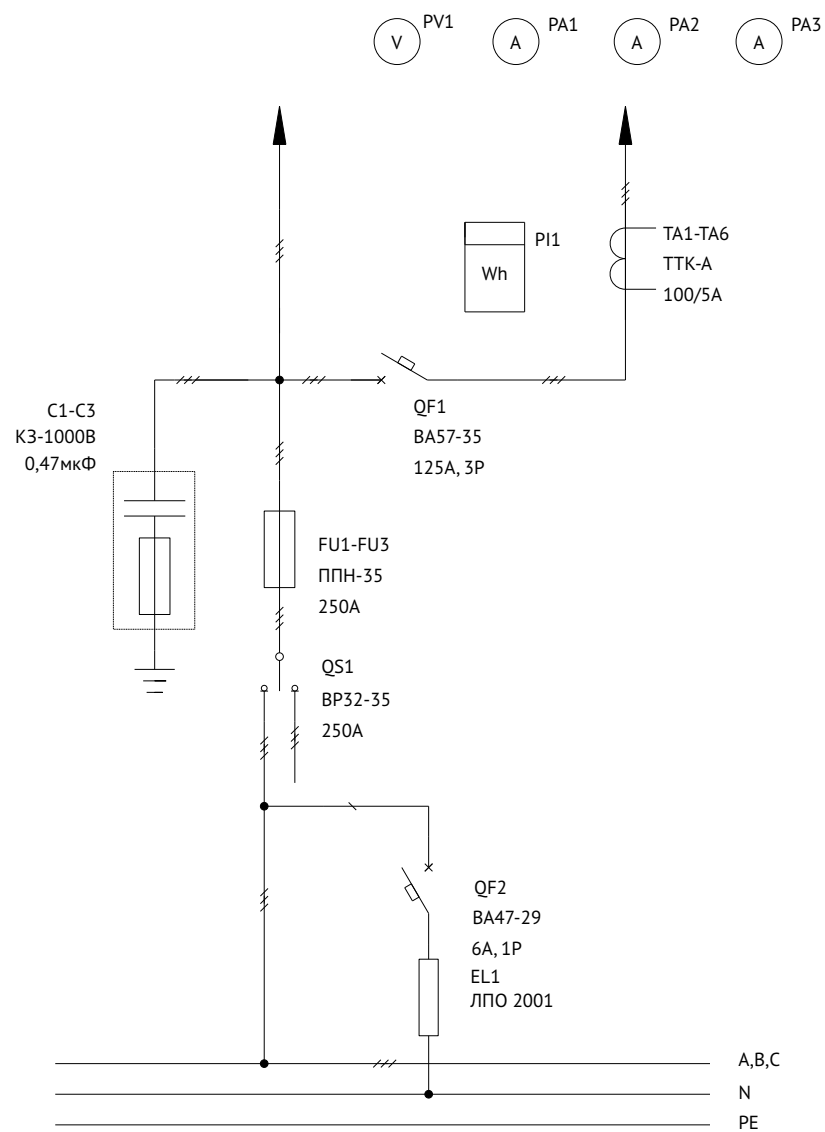 PV1
PA1
PA2
PA3
V
A
A
A
PI1
Wh
TA1-TA6
ТТК-А
100/5А
C1-C3
КЗ-1000В
0,47мкФ
QF1
ВА57-35
125А, 3Р
FU1-FU3
ППН-35
250А
QS1
ВР32-35
250А
QF2
ВА47-29
6А, 1Р
EL1
ЛПО 2001
A,B,C
N
PE